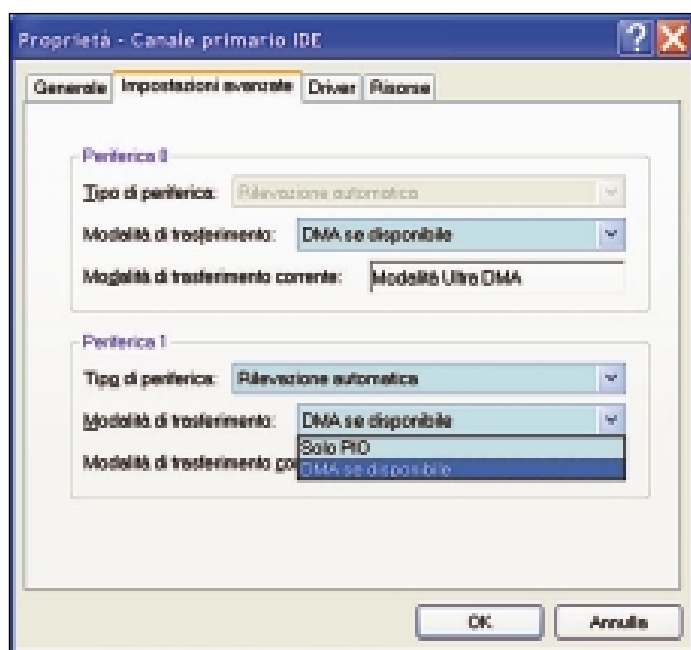 Proprietà - Canale primario IDE
Generale Impostazioni avanzate Driver Risorse
Periferica 0
Tipo di periferica: Rilevazione automatica
Modalità di trasferimento: DMA se disponibile
Modalità di trasferimento corrente: Modalità Ultra DMA
Periferica 1
Tipo di periferica: Rilevazione automatica
Modalità di trasferimento: DMA se disponibile
Solo PIO
Modalità di trasferimento co DMA se disponibile
OK Annulla